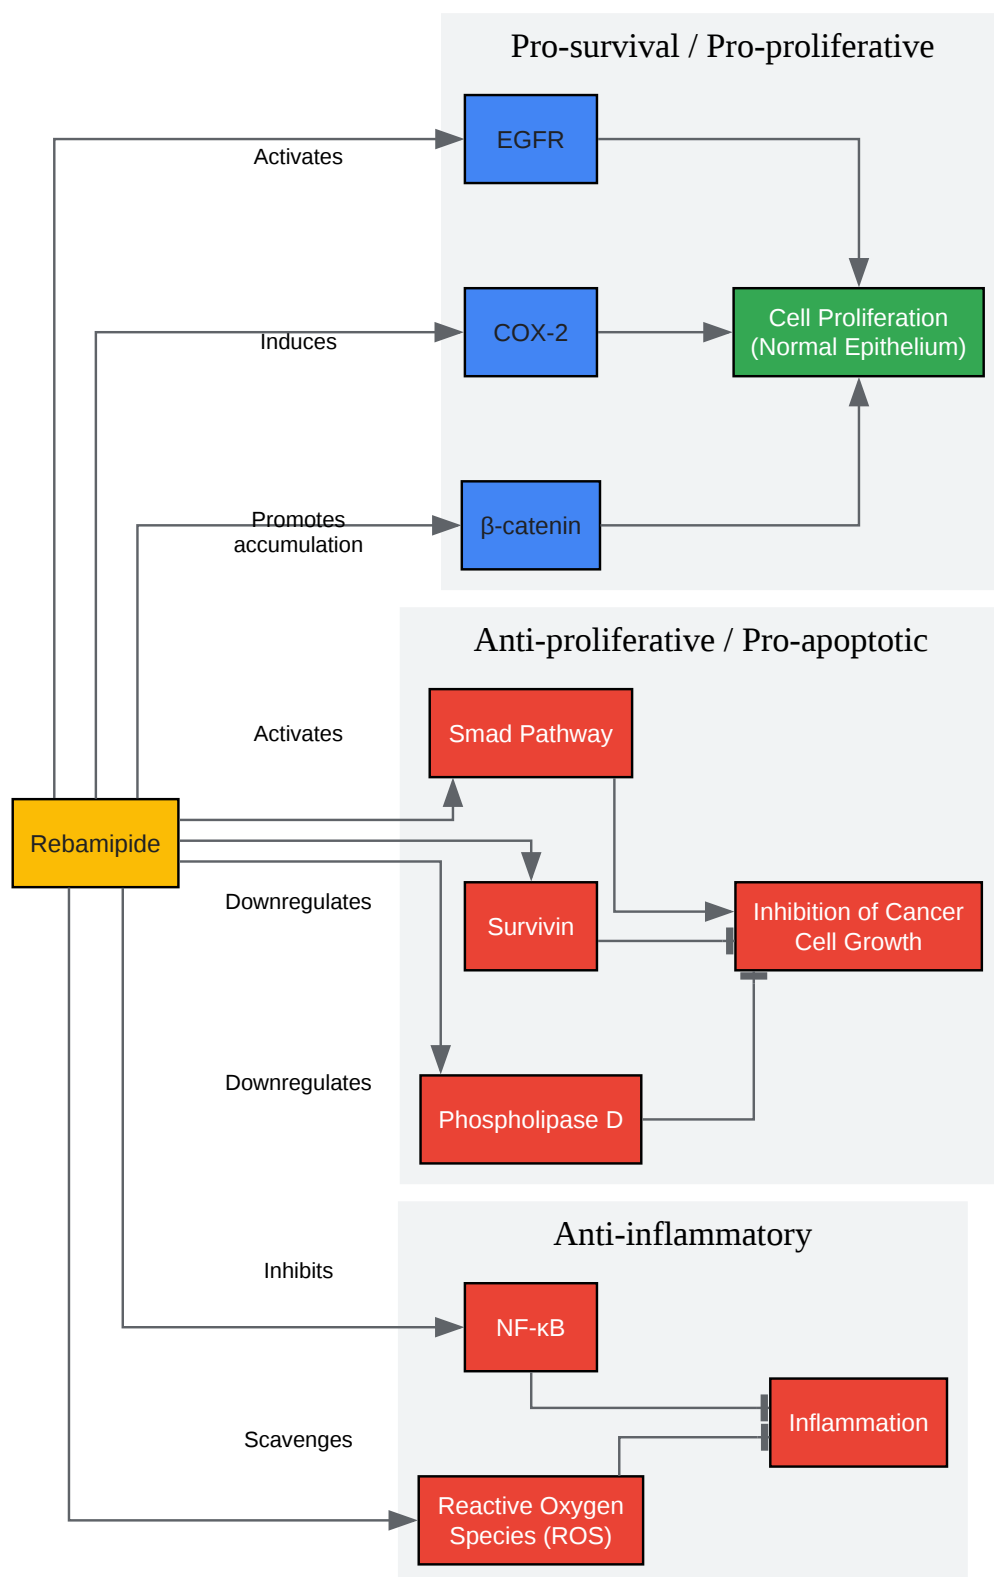 Pro-survival / Pro-proliferative
EGFR
Activates
Cell Proliferation
(Normal Epithelium)
COX-2
Induces
Promotes
accumulation
β-catenin
Anti-proliferative / Pro-apoptotic
Smad Pathway
Activates
Rebamipide
Downregulates
Survivin
Inhibition of Cancer
Cell Growth
Downregulates
Phospholipase D
Anti-inflammatory
Inhibits
NF-κB
Inflammation
Scavenges
Reactive Oxygen
Species (ROS)